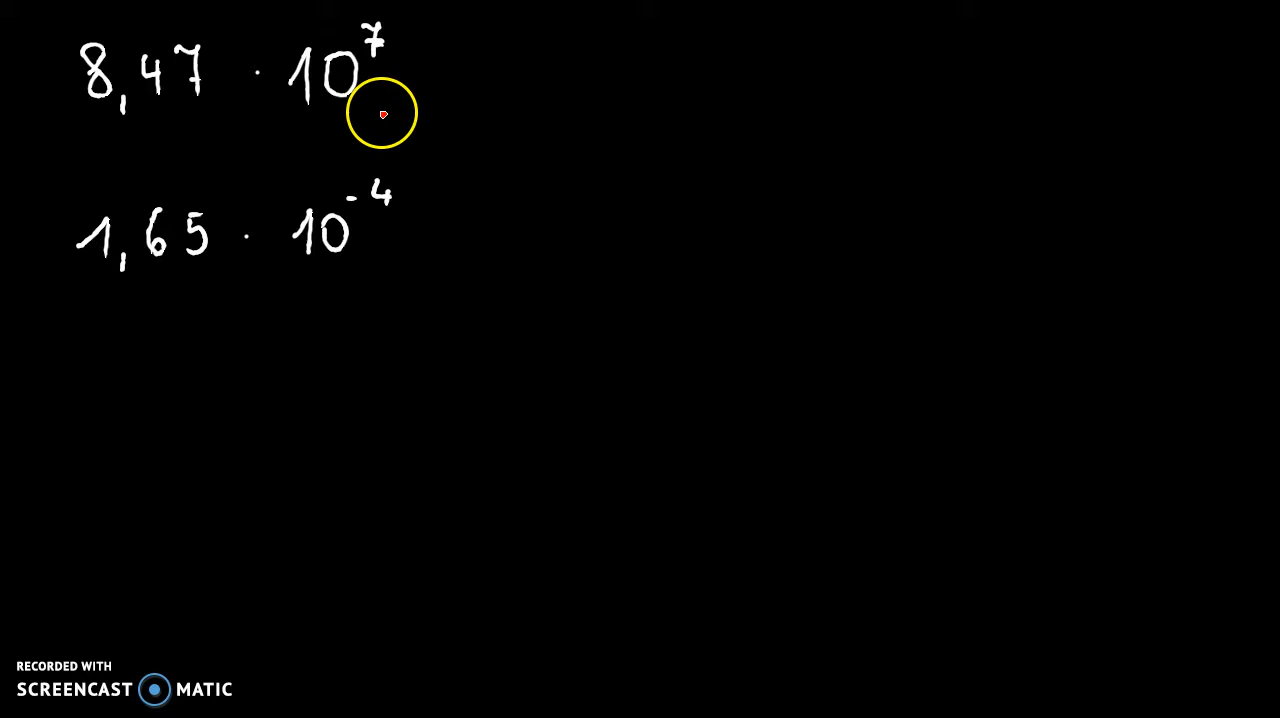 8,47 · 10⁷
1,65 · 10⁻⁴
RECORDED WITH
SCREENCAST MATIC